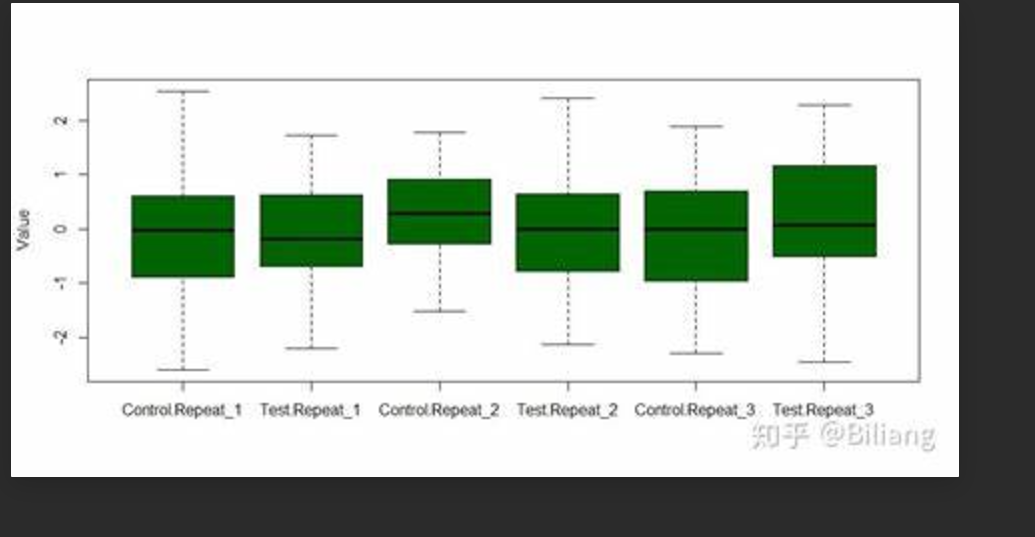 Value
2
1
0
-1
-2
Control.Repeat_1 Test.Repeat_1 Control.Repeat_2 Test.Repeat_2 Control.Repeat_3 Test.Repeat_3
知乎 @Biliang